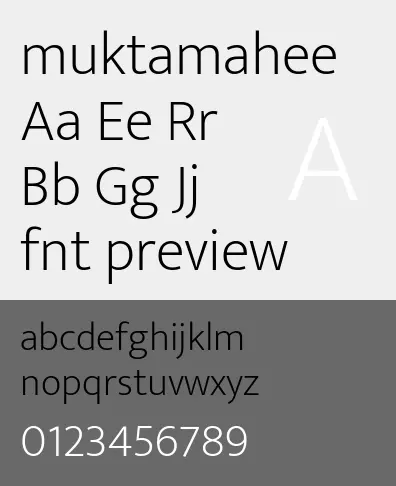 muktamahee
Aa Ee Rr
A
Bb Gg Jj
fnt preview
abcdefghijklm
nopqrstuvwxyz
0123456789